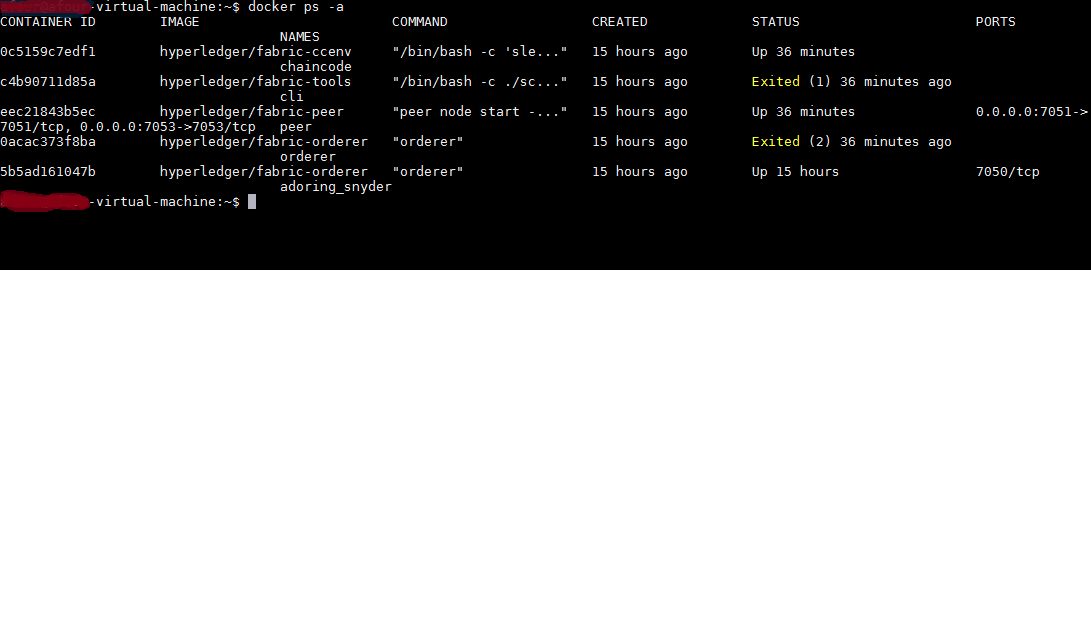 -virtual-machine:~$ docker ps -a
CONTAINER ID        IMAGE                        COMMAND                  CREATED             STATUS                      PORTS
                                   NAMES
0c5159c7edf1        hyperledger/fabric-ccenv     "/bin/bash -c 'sle..."   15 hours ago        Up 36 minutes
                                   chaincode
c4b90711d85a        hyperledger/fabric-tools     "/bin/bash -c ./sc..."   15 hours ago        Exited (1) 36 minutes ago
                                   cli
eec21843b5ec        hyperledger/fabric-peer      "peer node start -..."   15 hours ago        Up 36 minutes               0.0.0.0:7051->
7051/tcp, 0.0.0.0:7053->7053/tcp   peer
0acac373f8ba        hyperledger/fabric-orderer   "orderer"                15 hours ago        Exited (2) 36 minutes ago
                                   orderer
5b5ad161047b        hyperledger/fabric-orderer   "orderer"                15 hours ago        Up 15 hours                 7050/tcp
                                   adoring_snyder
-virtual-machine:~$